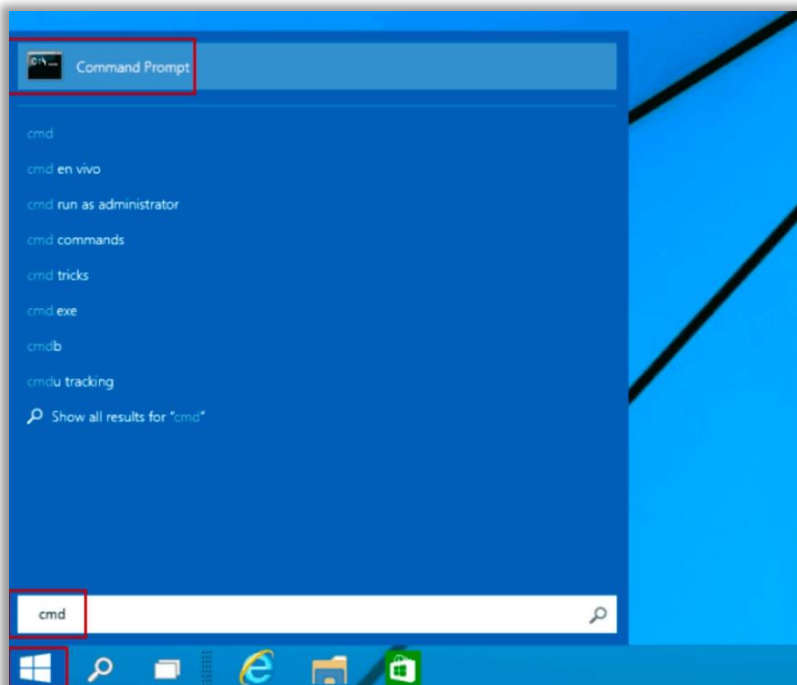 C:\_
Command Prompt
cmd
cmd en vivo
cmd run as administrator
cmd commands
cmd tricks
cmd.exe
cmdb
cmdu tracking
Show all results for "cmd"
cmd